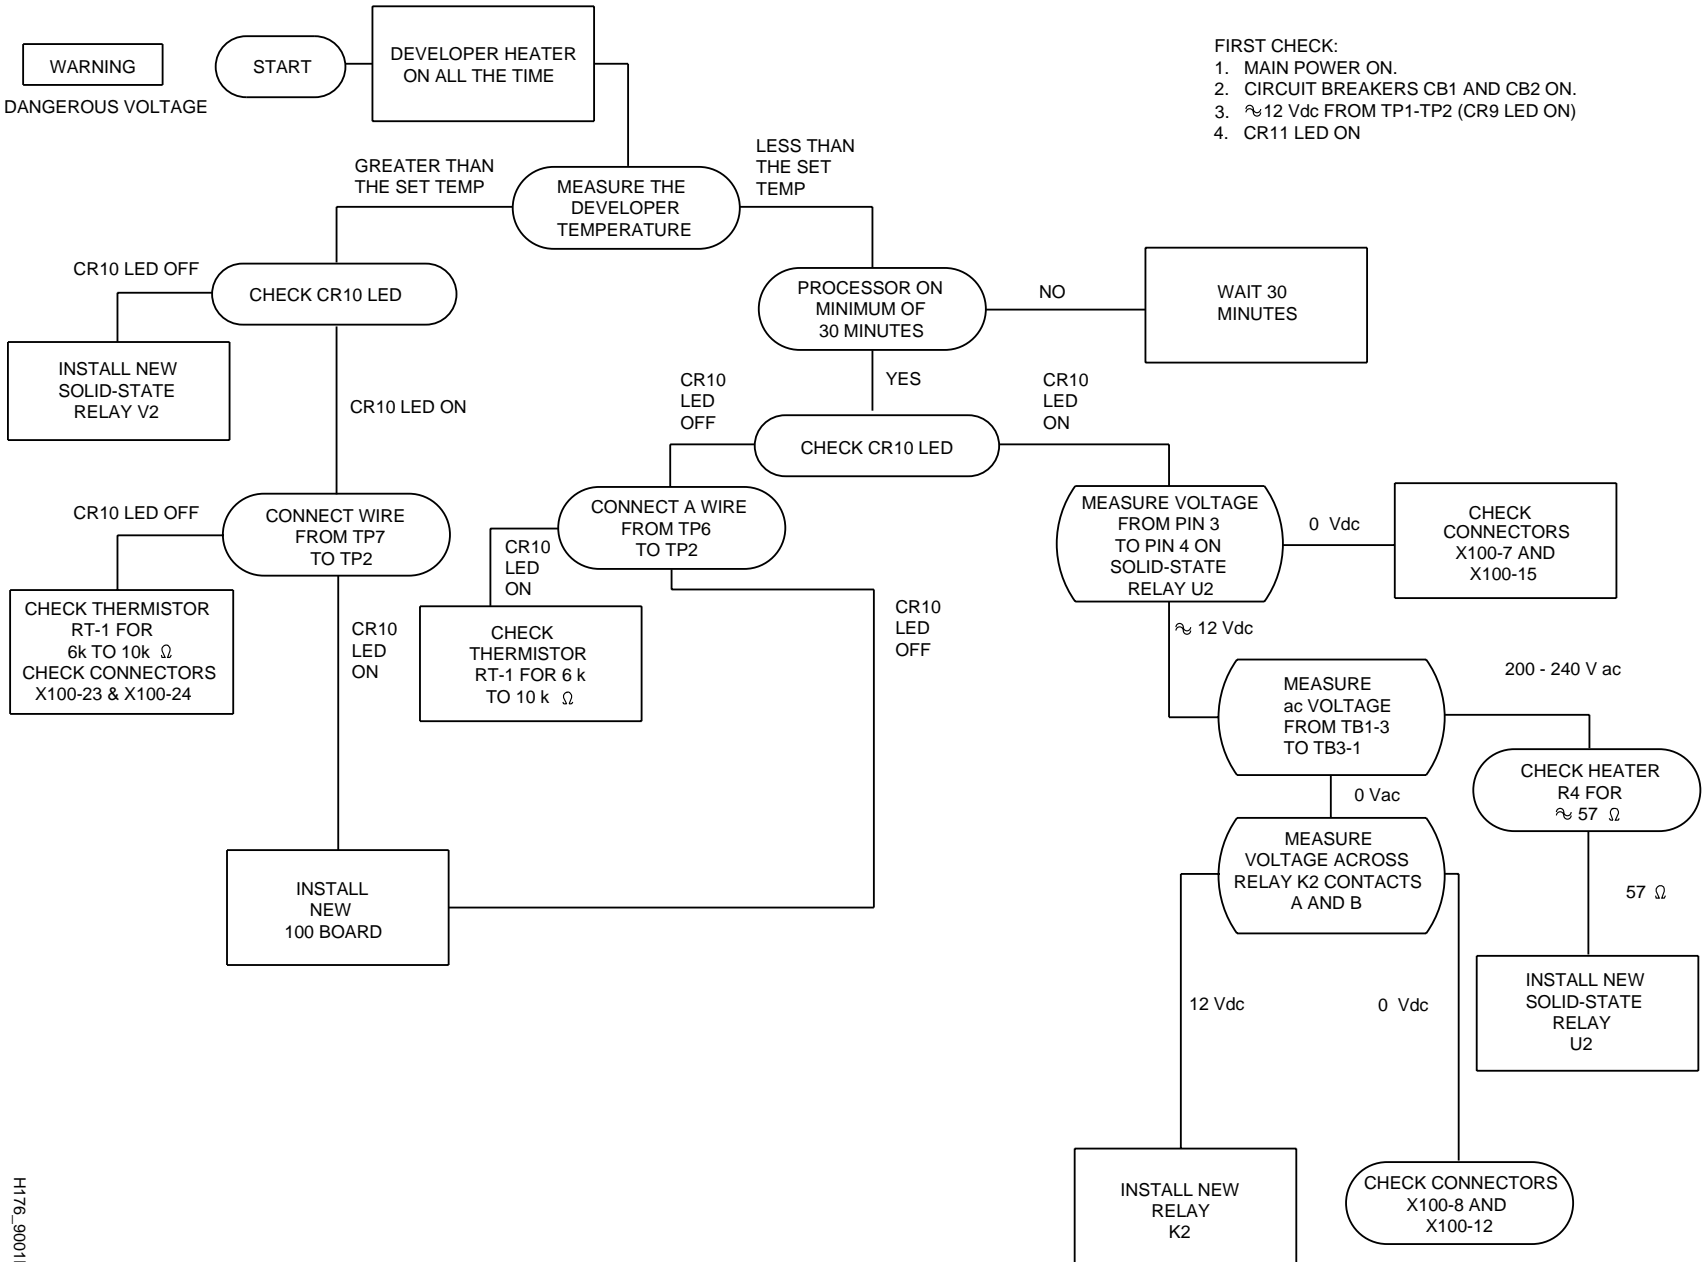 WARNING
DANGEROUS VOLTAGE
START
DEVELOPER HEATER
ON ALL THE TIME
FIRST CHECK:
1. MAIN POWER ON.
2. CIRCUIT BREAKERS CB1 AND CB2 ON.
3. ≈12 Vdc FROM TP1-TP2 (CR9 LED ON)
4. CR11 LED ON
GREATER THAN
THE SET TEMP
MEASURE THE
DEVELOPER
TEMPERATURE
LESS THAN
THE SET
TEMP
CR10 LED OFF
CHECK CR10 LED
PROCESSOR ON
MINIMUM OF
30 MINUTES
NO
WAIT 30
MINUTES
INSTALL NEW
SOLID-STATE
RELAY V2
CR10 LED ON
YES
CR10
LED
OFF
CHECK CR10 LED
CR10
LED
ON
CR10 LED OFF
CONNECT WIRE
FROM TP7
TO TP2
CONNECT A WIRE
FROM TP6
TO TP2
MEASURE VOLTAGE
FROM PIN 3
TO PIN 4 ON
SOLID-STATE
RELAY U2
0 Vdc
CHECK
CONNECTORS
X100-7 AND
X100-15
CHECK THERMISTOR
RT-1 FOR
6k TO 10k Ω
CHECK CONNECTORS
X100-23 & X100-24
CR10
LED
ON
CR10
LED
ON
CHECK
THERMISTOR
RT-1 FOR 6 k
TO 10 k Ω
CR10
LED
OFF
≈ 12 Vdc
MEASURE
ac VOLTAGE
FROM TB1-3
TO TB3-1
200 - 240 V ac
CHECK HEATER
R4 FOR
≈ 57 Ω
0 Vac
MEASURE
VOLTAGE ACROSS
RELAY K2 CONTACTS
A AND B
57 Ω
INSTALL
NEW
100 BOARD
12 Vdc
0 Vdc
INSTALL NEW
SOLID-STATE
RELAY
U2
INSTALL NEW
RELAY
K2
CHECK CONNECTORS
X100-8 AND
X100-12